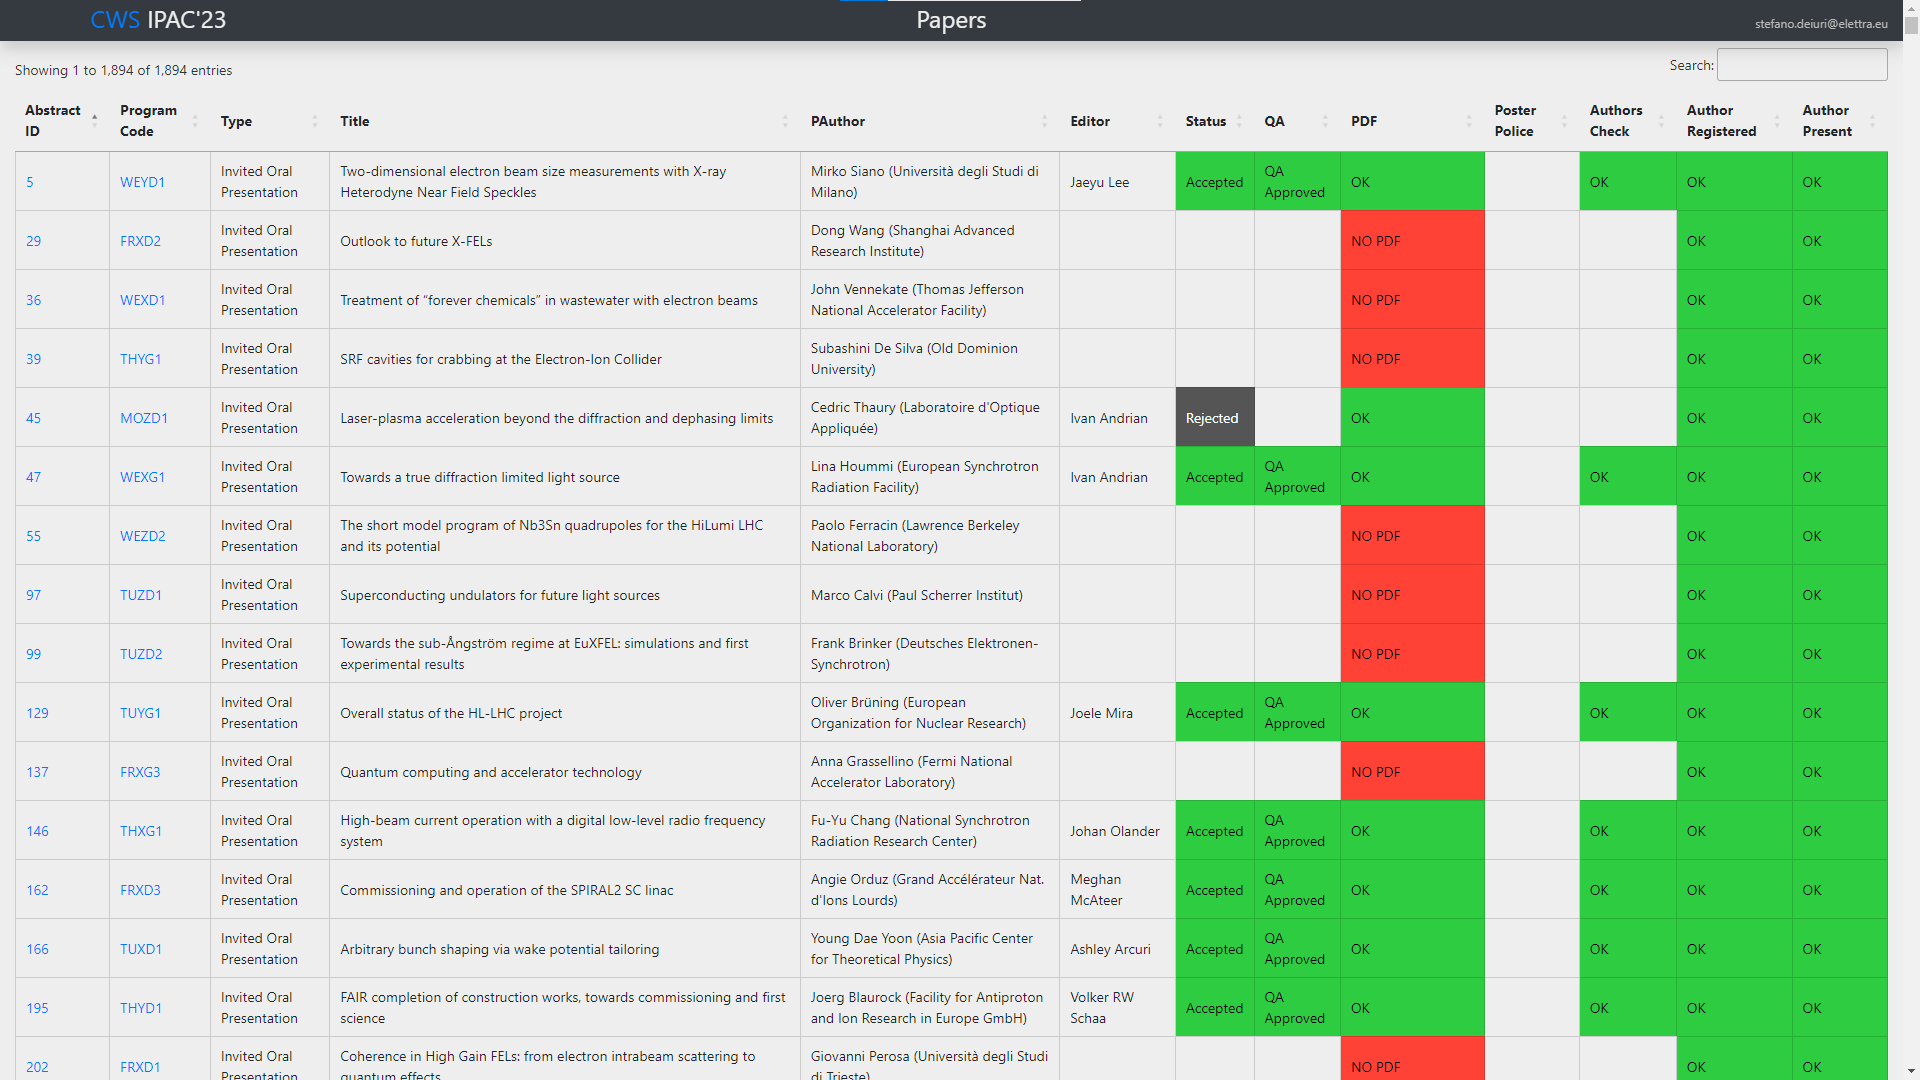 CWS IPAC'23
Papers
stefano.deiuri@elettra.eu
Showing 1 to 1,894 of 1,894 entries
Search:
Abstract ID Program Code Type Title PAuthor Editor Status QA PDF Poster Police Authors Check Author Registered Author Present
5 WEYD1 Invited Oral Presentation Two-dimensional electron beam size measurements with X-ray Heterodyne Near Field Speckles Mirko Siano (Università degli Studi di Milano) Jaeyu Lee Accepted QA Approved OK OK OK OK
29 FRXD2 Invited Oral Presentation Outlook to future X-FELs Dong Wang (Shanghai Advanced Research Institute) NO PDF OK OK
36 WEXD1 Invited Oral Presentation Treatment of “forever chemicals” in wastewater with electron beams John Vennekate (Thomas Jefferson National Accelerator Facility) NO PDF OK OK
39 THYG1 Invited Oral Presentation SRF cavities for crabbing at the Electron-Ion Collider Subashini De Silva (Old Dominion University) NO PDF OK OK
45 MOZD1 Invited Oral Presentation Laser-plasma acceleration beyond the diffraction and dephasing limits Cedric Thaury (Laboratoire d'Optique Appliquée) Ivan Andrian Rejected OK OK OK
47 WEXG1 Invited Oral Presentation Towards a true diffraction limited light source Lina Hoummi (European Synchrotron Radiation Facility) Ivan Andrian Accepted QA Approved OK OK OK OK
55 WEZD2 Invited Oral Presentation The short model program of Nb3Sn quadrupoles for the HiLumi LHC and its potential Paolo Ferracin (Lawrence Berkeley National Laboratory) NO PDF OK OK
97 TUZD1 Invited Oral Presentation Superconducting undulators for future light sources Marco Calvi (Paul Scherrer Institut) NO PDF OK OK
99 TUZD2 Invited Oral Presentation Towards the sub-Ångström regime at EuXFEL: simulations and first experimental results Frank Brinker (Deutsches Elektronen-Synchrotron) NO PDF OK OK
129 TUYG1 Invited Oral Presentation Overall status of the HL-LHC project Oliver Brüning (European Organization for Nuclear Research) Joele Mira Accepted QA Approved OK OK OK OK
137 FRXG3 Invited Oral Presentation Quantum computing and accelerator technology Anna Grassellino (Fermi National Accelerator Laboratory) NO PDF OK OK
146 THXG1 Invited Oral Presentation High-beam current operation with a digital low-level radio frequency system Fu-Yu Chang (National Synchrotron Radiation Research Center) Johan Olander Accepted QA Approved OK OK OK OK
162 FRXD3 Invited Oral Presentation Commissioning and operation of the SPIRAL2 SC linac Angie Orduz (Grand Accélérateur Nat. d'Ions Lourds) Meghan McAteer Accepted QA Approved OK OK OK OK
166 TUXD1 Invited Oral Presentation Arbitrary bunch shaping via wake potential tailoring Young Dae Yoon (Asia Pacific Center for Theoretical Physics) Ashley Arcuri Accepted QA Approved OK OK OK OK
195 THYD1 Invited Oral Presentation FAIR completion of construction works, towards commissioning and first science Joerg Blaurock (Facility for Antiproton and Ion Research in Europe GmbH) Volker RW Schaa Accepted QA Approved OK OK OK OK
202 FRXD1 Invited Oral Presentation Coherence in High Gain FELs: from electron intrabeam scattering to quantum effects Giovanni Perosa (Università degli Studi di Trieste) NO PDF OK OK